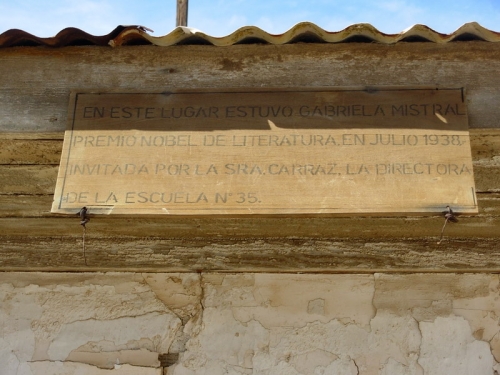 EN ESTE LUGAR ESTUVO GABRIELA MISTRAL
PREMIO NOBEL DE LITERATURA, EN JULIO 1938,
INVITADA POR LA SRA. CARRAZ, LA DIRECTORA
DE LA ESCUELA Nº 35.